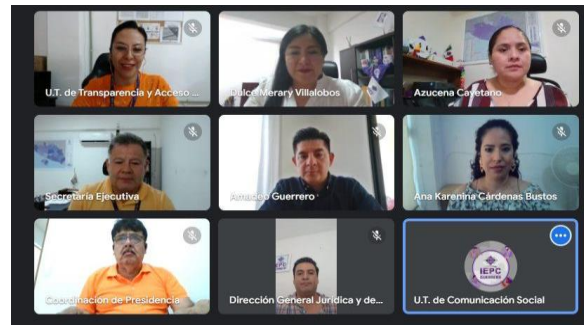 U.T. de Transparencia y Acceso ...
Dulce Merary Villalobos
Azucena Cayetano
Secretaría Ejecutiva
Amadeo Guerrero
Ana Karenina Cárdenas Bustos
Coordinación de Presidencia
IEPC
Dirección General Jurídica y de...
IEPC
U.T. de Comunicación Social